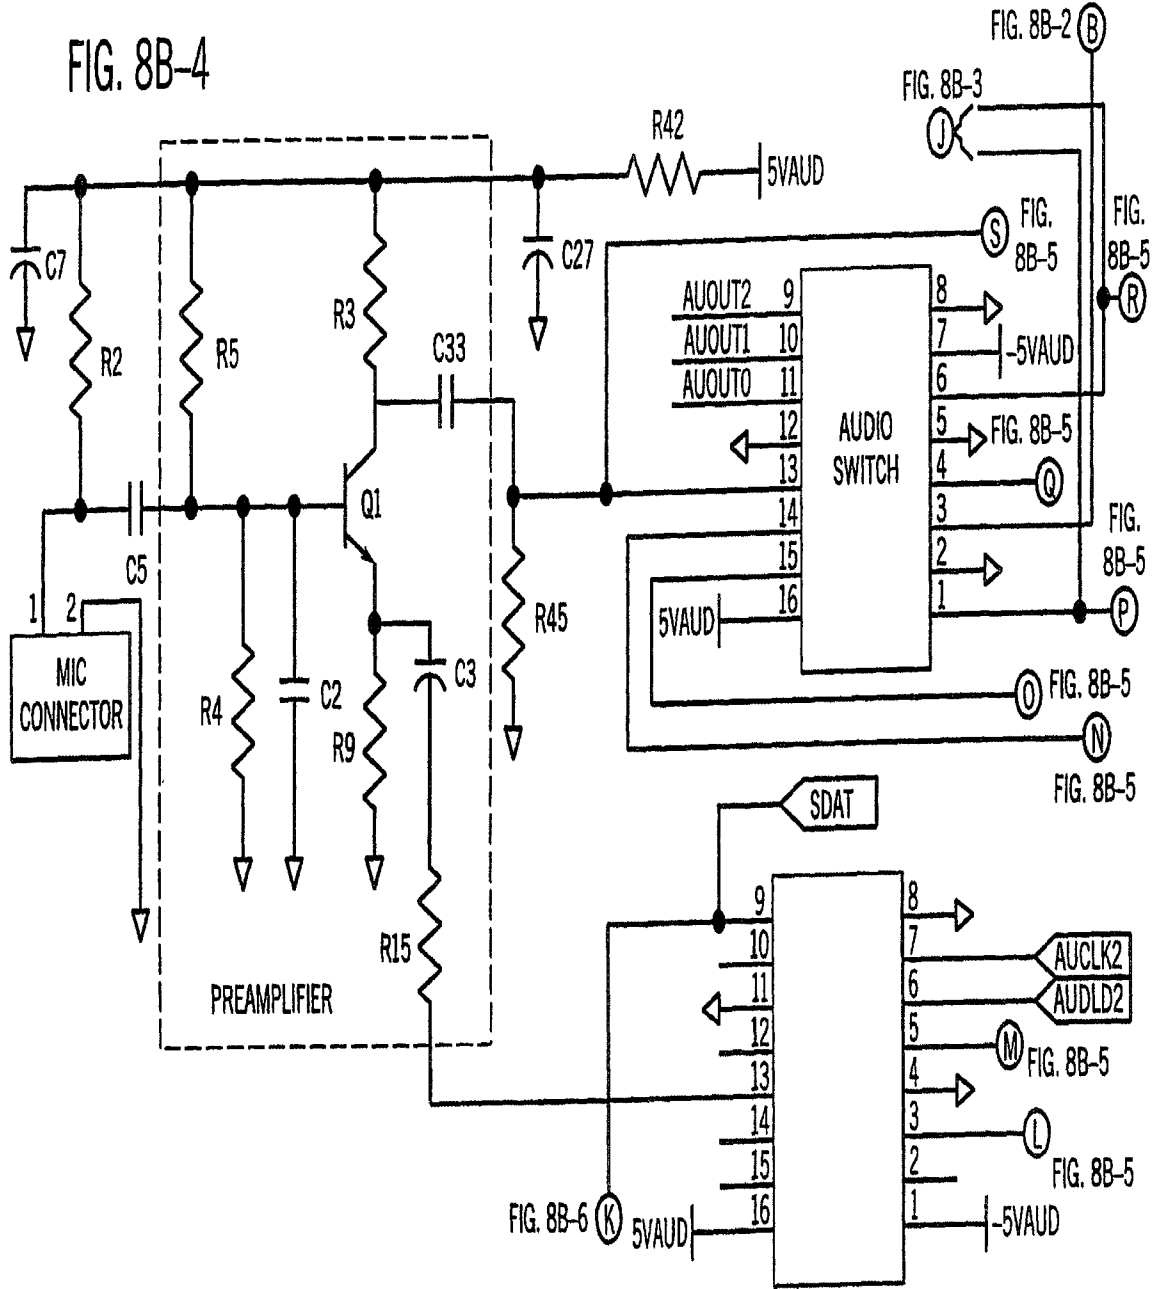 FIG. 8B-2 B
FIG. 8B-4
FIG. 8B-3
J
R42
5VAUD
S FIG.
8B-5
FIG.
8B-5
R
C7
C27
R2
R5
R3
C33
AUOUT2 9
AUOUT1 10
AUOUT0 11
12
13
14
15
5VAUD 16
AUDIO
SWITCH
8
7 -5VAUD
6
5 FIG. 8B-5
4 Q
3
2
1
FIG.
8B-5
P
Q1
C5
1 2
MIC
CONNECTOR
R45
C3
R4
C2
R9
O FIG. 8B-5
N
FIG. 8B-5
SDAT
R15
PREAMPLIFIER
9
10
11
12
13
14
15
5VAUD 16
8
7 AUCLK2
6 AUDLD2
5 M FIG. 8B-5
4
3 L
FIG. 8B-5
2
1 -5VAUD
FIG. 8B-6 K